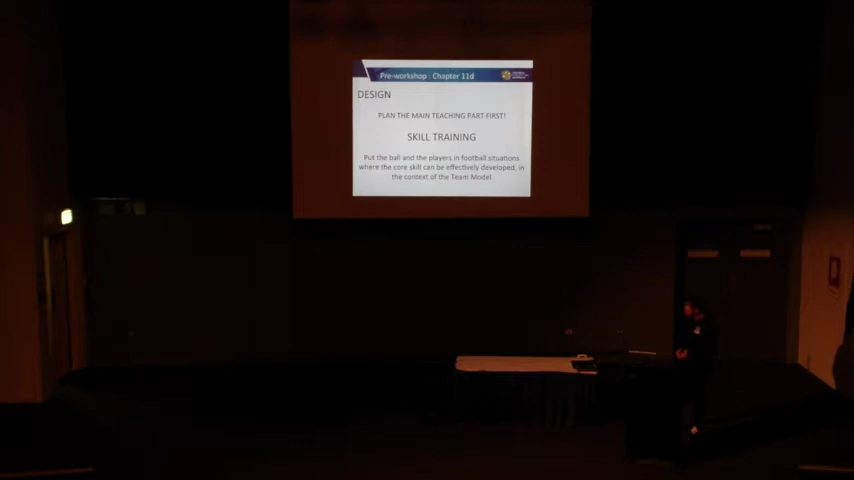 Pre-workshop : Chapter 11d
DESIGN
PLAN THE MAIN TEACHING PART FIRST!
SKILL TRAINING
Put the ball and the players in football situations
where the core skill can be effectively developed, in
the context of the Team Model